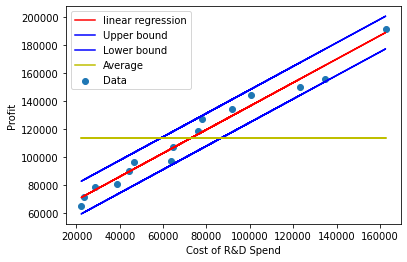 linear regression
Upper bound
Lower bound
Average
Data
200000
180000
160000
140000
120000
100000
80000
60000
Profit
20000 40000 60000 80000 100000 120000 140000 160000
Cost of R&D Spend